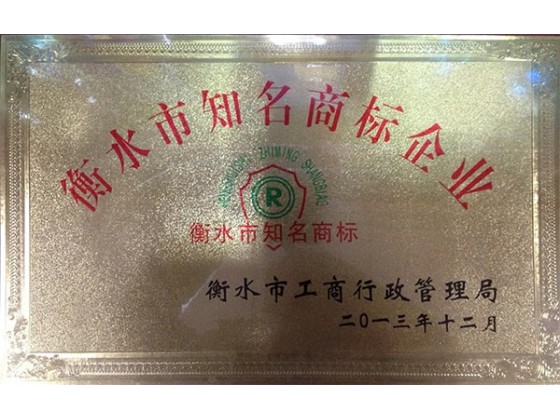 衡水市知名商标企业
HENGSHUISHI ZHIMING SHANGBIAO
R
衡水市知名商标
衡水市工商行政管理局
二〇一三年十二月